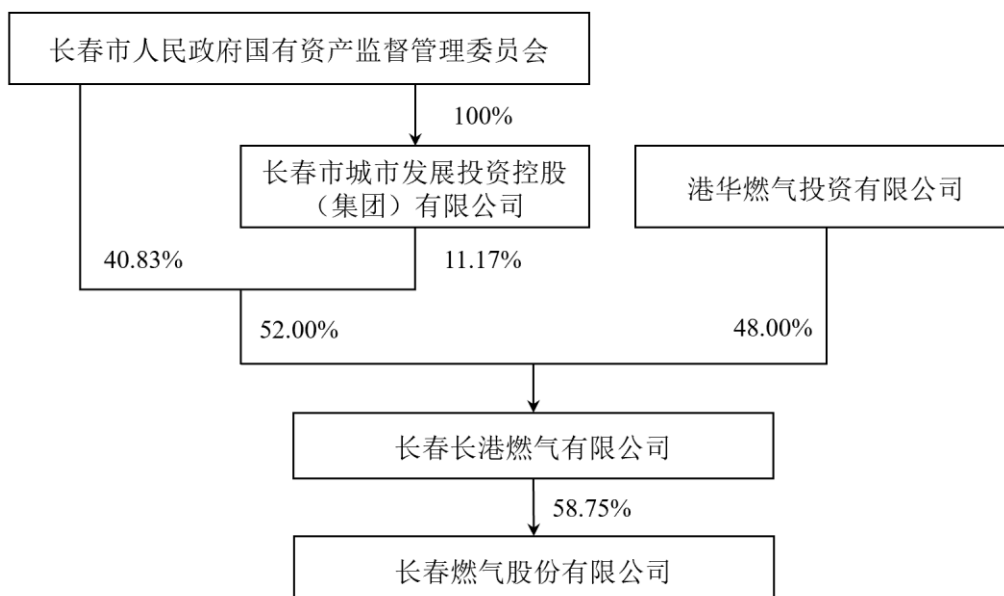 长春市人民政府国有资产监督管理委员会
100%
长春市城市发展投资控股
（集团）有限公司
港华燃气投资有限公司
40.83%
11.17%
52.00%
48.00%
长春长港燃气有限公司
58.75%
长春燃气股份有限公司